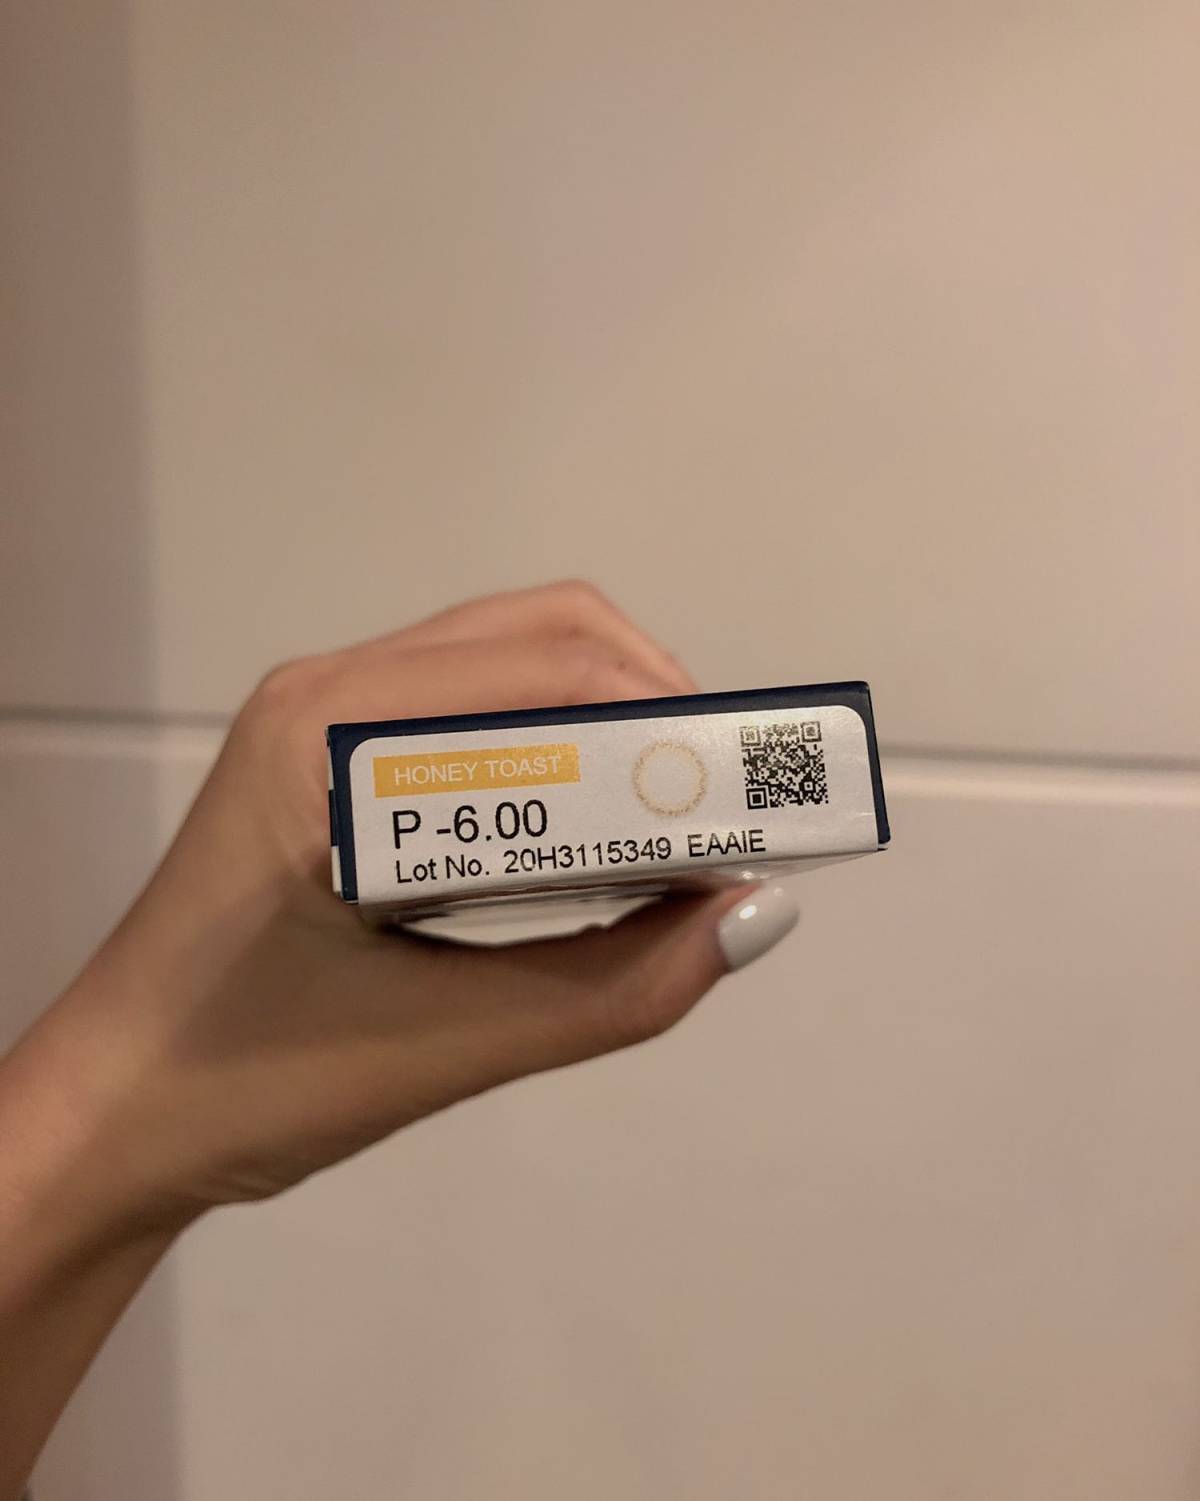 HONEY TOAST
P -6.00
Lot No. 20H3115349 EAAIE